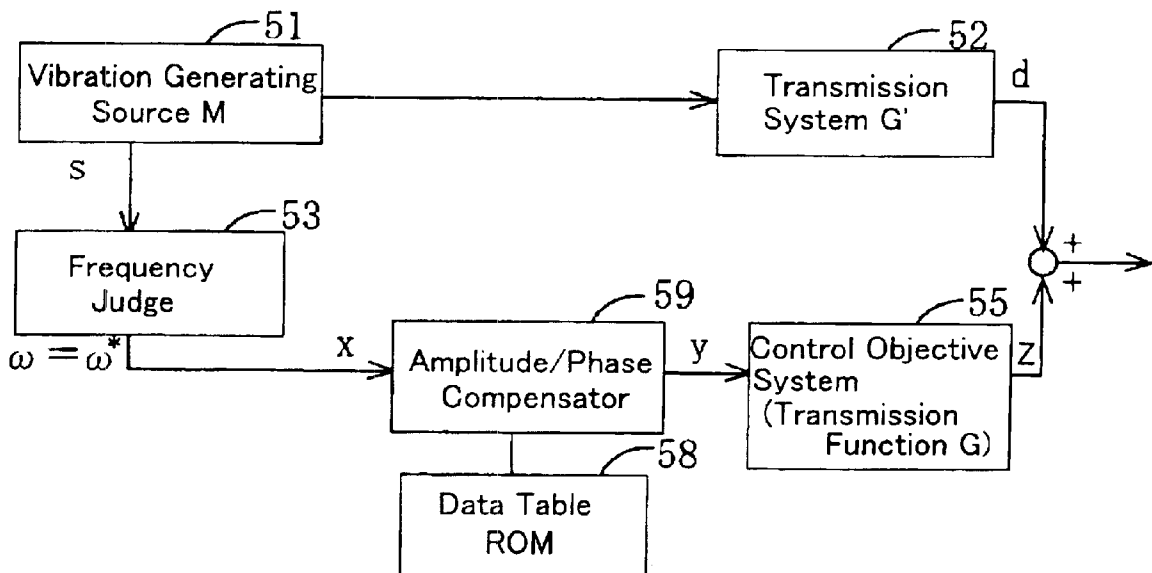 51
Vibration Generating
Source M
52
Transmission
System G'
d
s
53
Frequency
Judge
ω = ω*
x
59
Amplitude/Phase
Compensator
y
55
Control Objective
System
(Transmission
Function G)
Z
+
+
58
Data Table
ROM